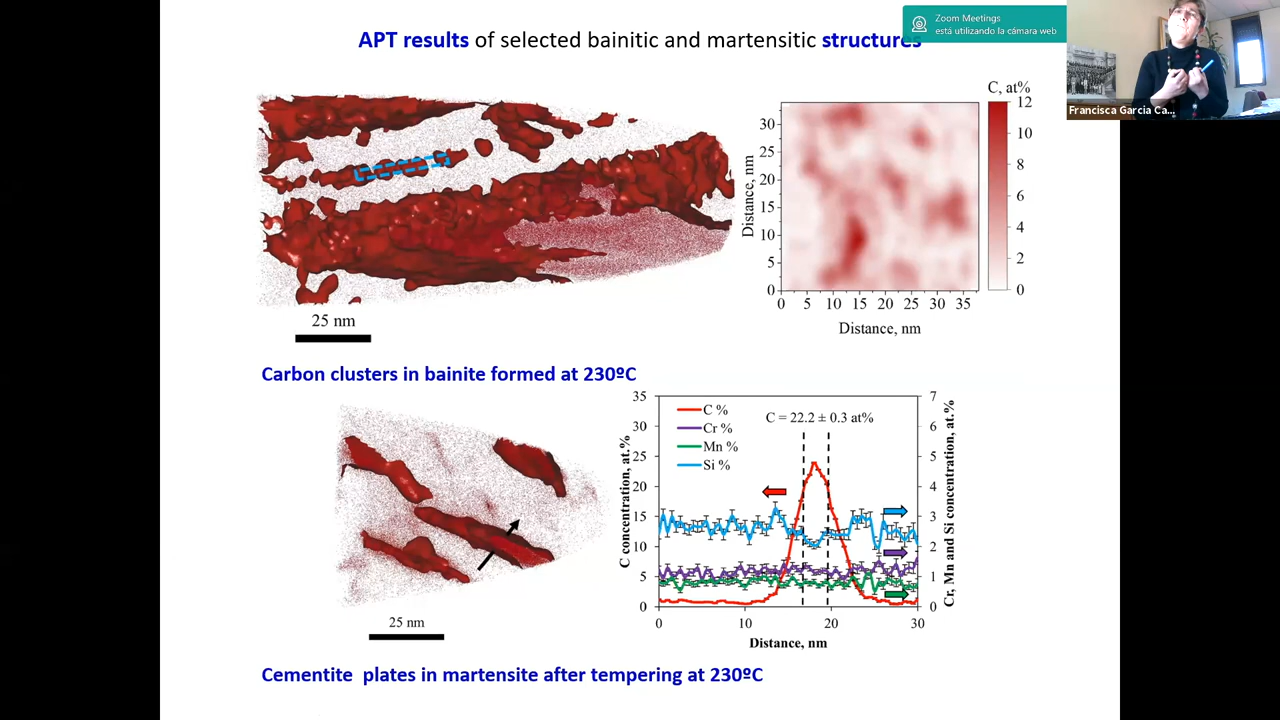 APT results of selected bainitic and martensitic structures
Zoom Meetings
está utilizando la cámara web
Francisca Garcia Ca...
C, at%
12
10
8
6
4
2
0
Distance, nm
30
25
20
15
10
5
0
0 5 10 15 20 25 30 35
Distance, nm
25 nm
Carbon clusters in bainite formed at 230ºC
C concentration, at.%
35
30
25
20
15
10
5
0
C %
Cr %
Mn %
Si %
C = 22.2 ± 0.3 at%
7
6
5
4
3
2
1
0
Cr, Mn and Si concentration, at.%
0 10 20 30
Distance, nm
25 nm
Cementite plates in martensite after tempering at 230ºC